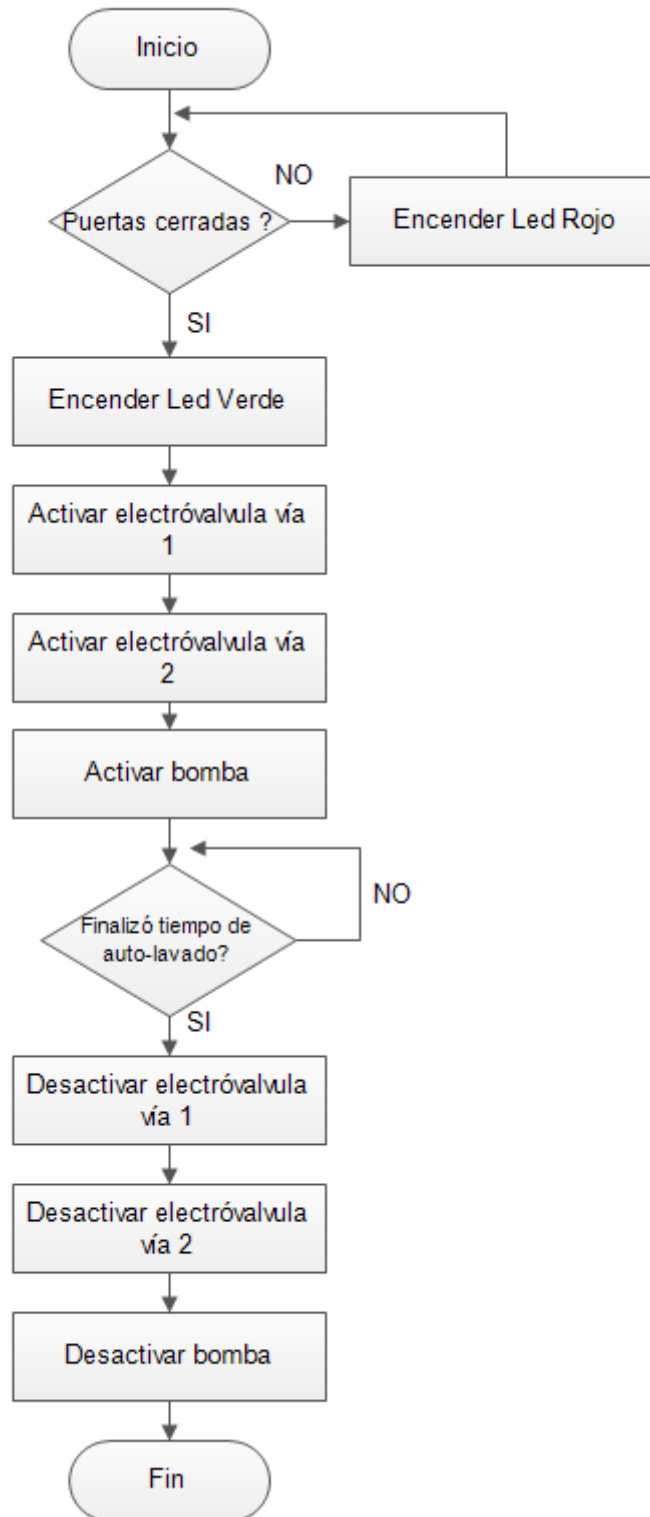 Inicio
NO
Puertas cerradas ?
Encender Led Rojo
SI
Encender Led Verde
Activar electróvalvula vía
1
Activar electróvalvula vía
2
Activar bomba
NO
Finalizó tiempo de
auto-lavado?
SI
Desactivar electróvalvula
vía 1
Desactivar electróvalvula
vía 2
Desactivar bomba
Fin